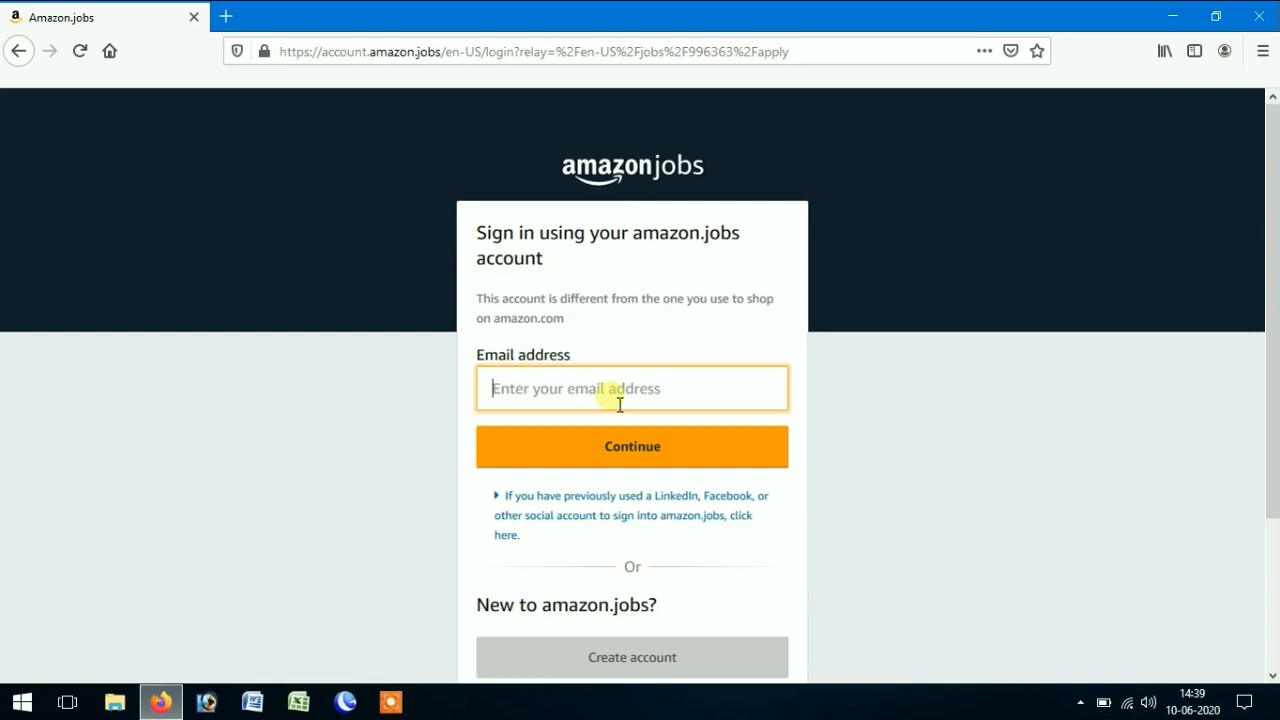 Amazon.jobs
https://account.amazon.jobs/en-US/login?relay=%2Fen-US%2Fjobs%2F996363%2Fapply
amazonjobs
Sign in using your amazon.jobs
account
This account is different from the one you use to shop
on amazon.com
Email address
Enter your email address
Continue
If you have previously used a LinkedIn, Facebook, or
other social account to sign into amazon.jobs, click
here.
Or
New to amazon.jobs?
Create account
14:39
10-06-2020